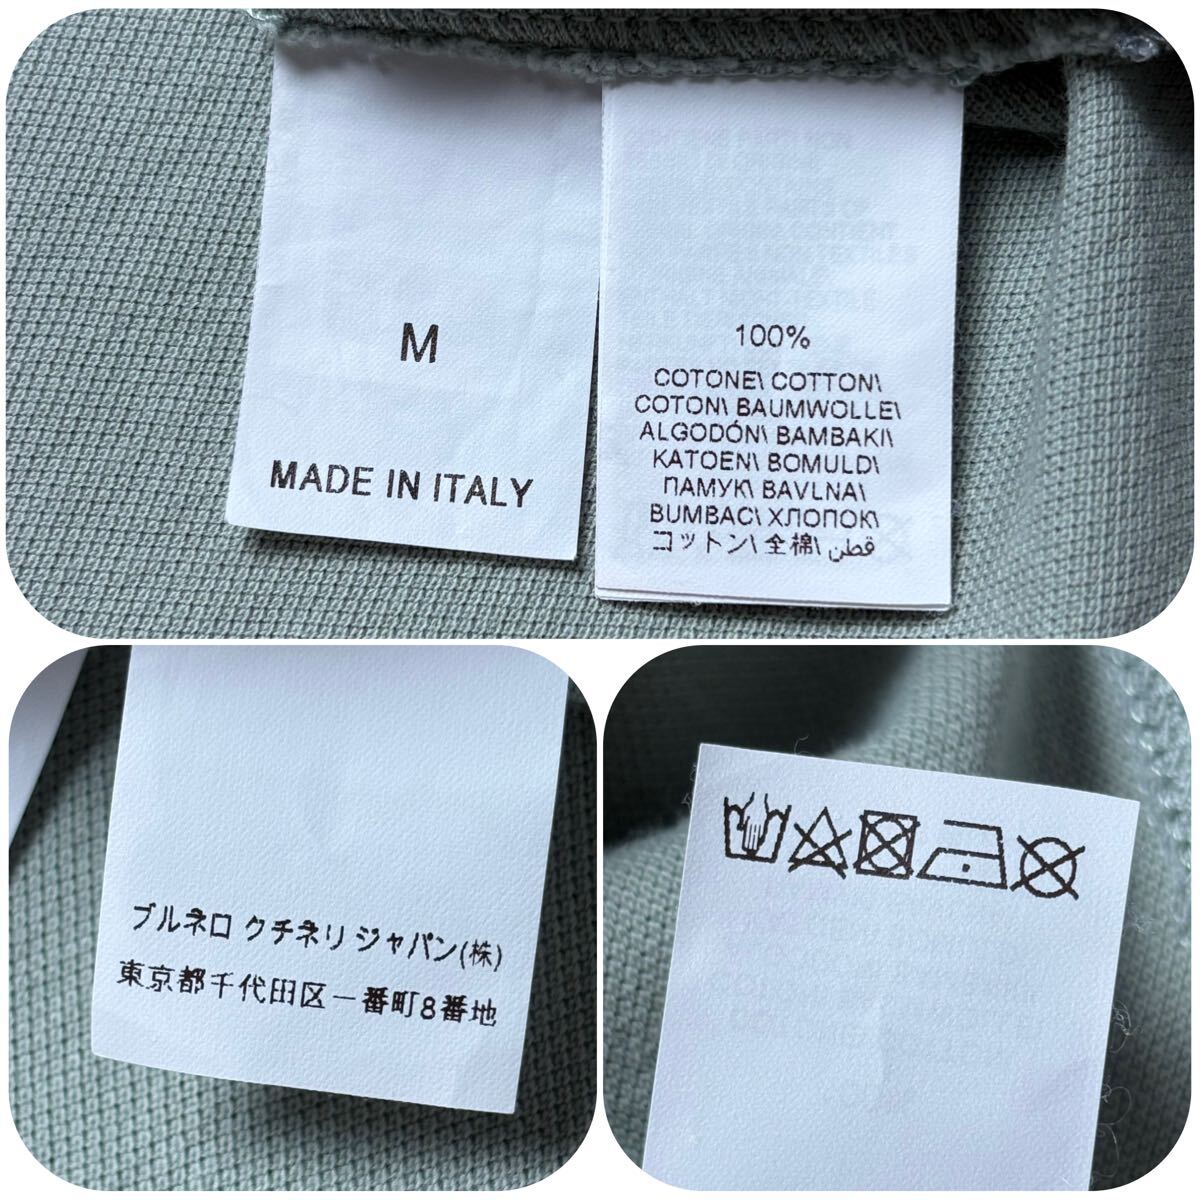 M
MADE IN ITALY
100%
COTONE\ COTTON\
COTON\ BAUMWOLLE\
ALGODÓN\ BAMBAKI\
KATOEN\ BOMULD\
ПАМУК\ BAVLNA\
BUMBAC\ ХЛОПОК\
コットン\ 全棉\ قطن
ブルネロ クチネリ ジャパン(株)
東京都千代田区一番町8番地